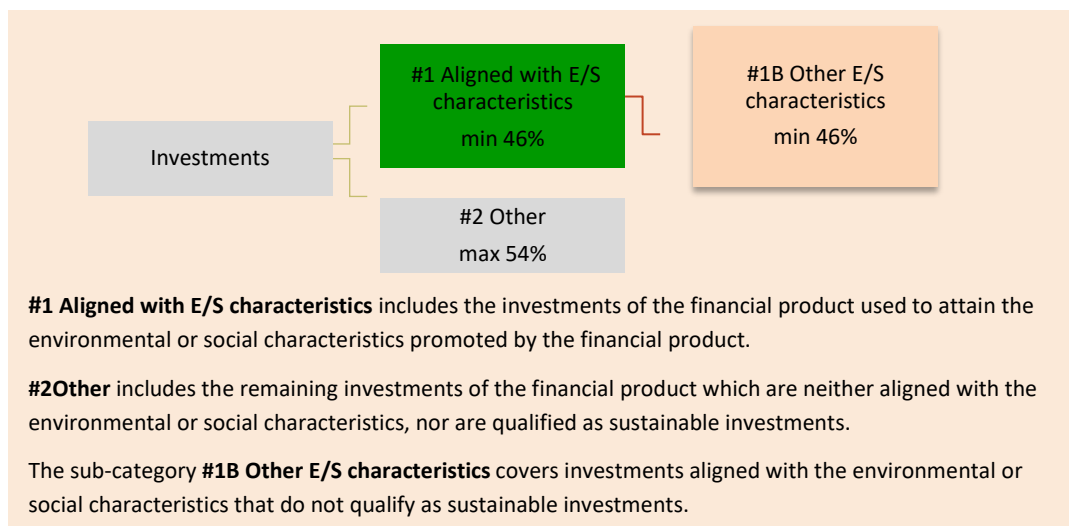 #1 Aligned with E/S
characteristics
min 46%
#1B Other E/S
characteristics
min 46%
Investments
#2 Other
max 54%
#1 Aligned with E/S characteristics includes the investments of the financial product used to attain the
environmental or social characteristics promoted by the financial product.
#2Other includes the remaining investments of the financial product which are neither aligned with the
environmental or social characteristics, nor are qualified as sustainable investments.
The sub-category #1B Other E/S characteristics covers investments aligned with the environmental or
social characteristics that do not qualify as sustainable investments.